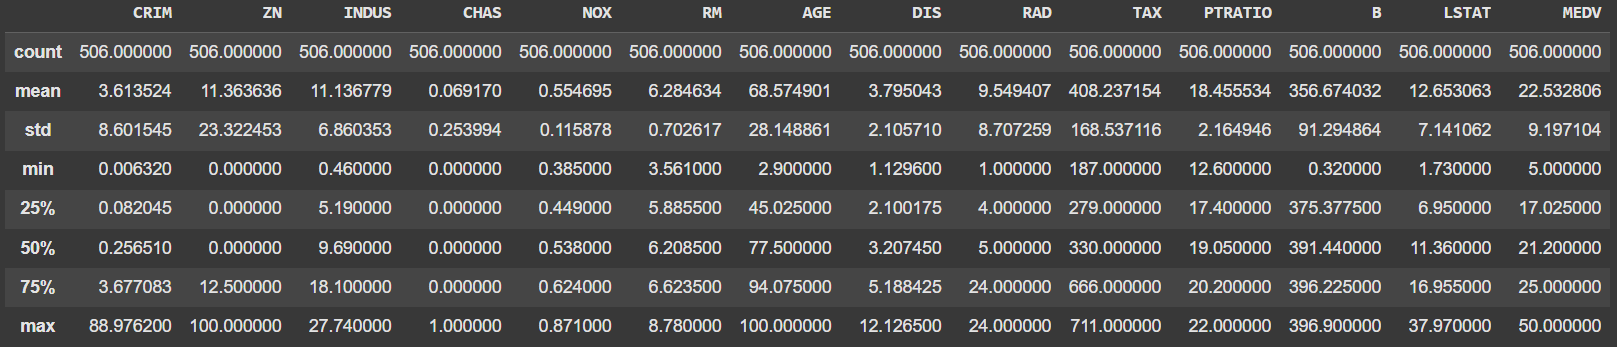 CRIM ZN INDUS CHAS NOX RM AGE DIS RAD TAX PTRATIO B LSTAT MEDV
count 506.000000 506.000000 506.000000 506.000000 506.000000 506.000000 506.000000 506.000000 506.000000 506.000000 506.000000 506.000000 506.000000 506.000000
mean 3.613524 11.363636 11.136779 0.069170 0.554695 6.284634 68.574901 3.795043 9.549407 408.237154 18.455534 356.674032 12.653063 22.532806
std 8.601545 23.322453 6.860353 0.253994 0.115878 0.702617 28.148861 2.105710 8.707259 168.537116 2.164946 91.294864 7.141062 9.197104
min 0.006320 0.000000 0.460000 0.000000 0.385000 3.561000 2.900000 1.129600 1.000000 187.000000 12.600000 0.320000 1.730000 5.000000
25% 0.082045 0.000000 5.190000 0.000000 0.449000 5.885500 45.025000 2.100175 4.000000 279.000000 17.400000 375.377500 6.950000 17.025000
50% 0.256510 0.000000 9.690000 0.000000 0.538000 6.208500 77.500000 3.207450 5.000000 330.000000 19.050000 391.440000 11.360000 21.200000
75% 3.677083 12.500000 18.100000 0.000000 0.624000 6.623500 94.075000 5.188425 24.000000 666.000000 20.200000 396.225000 16.955000 25.000000
max 88.976200 100.000000 27.740000 1.000000 0.871000 8.780000 100.000000 12.126500 24.000000 711.000000 22.000000 396.900000 37.970000 50.000000